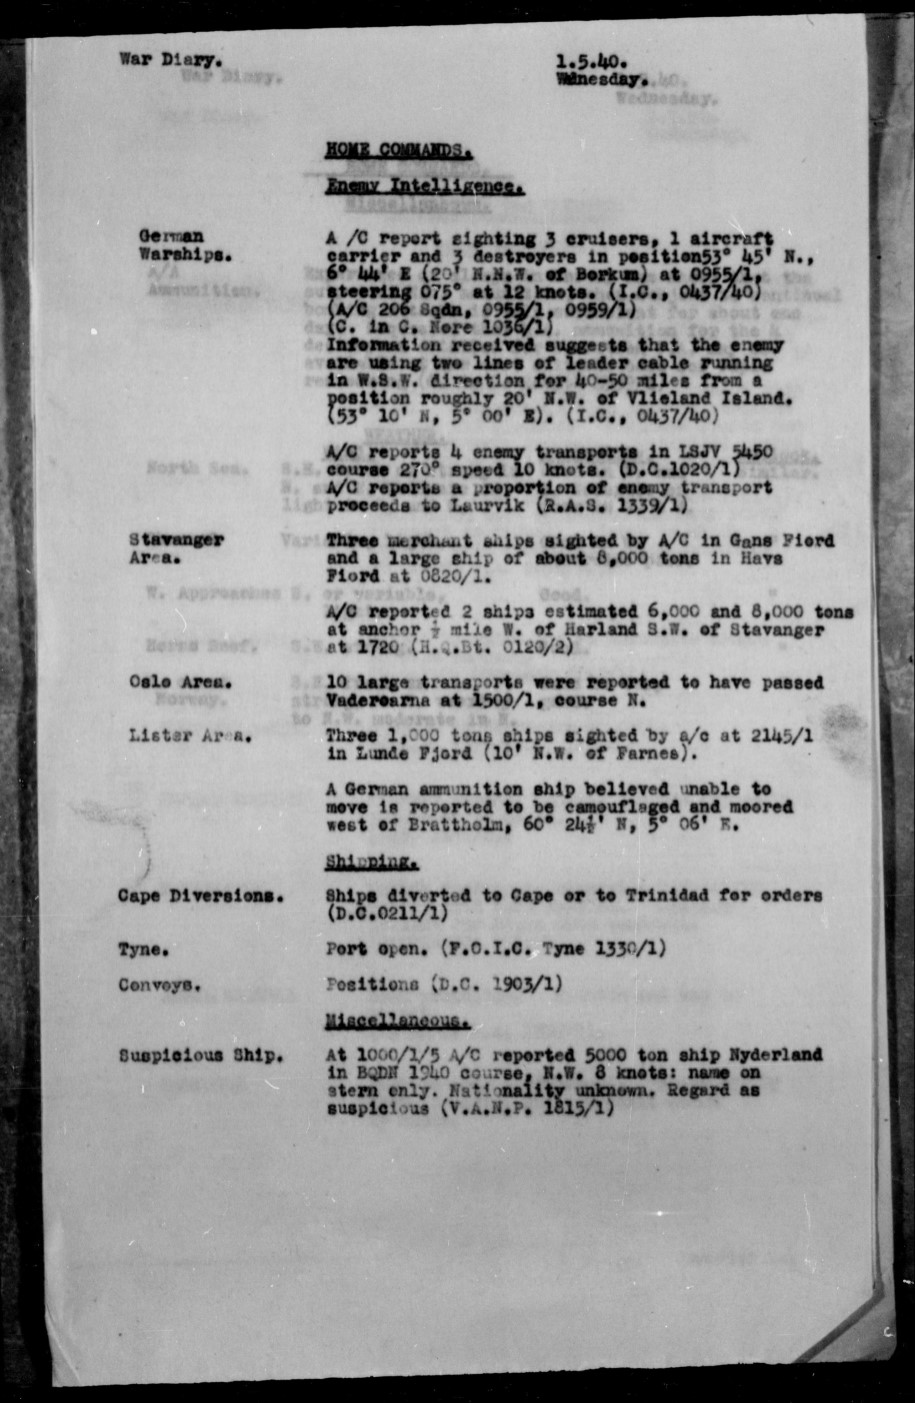 War Diary.
1.5.40.
Wednesday.
HOME COMMANDS.
Enemy Intelligence.
German
Warships.
A /C report sighting 3 cruisers, 1 aircraft
carrier and 3 destroyers in position53° 45' N.,
6° 44' E (20' N.N.W. of Borkum) at 0955/1,
steering 075° at 12 knots. (I.C., 0437/40)
(A/C 206 Sqdn, 0955/1, 0959/1)
(C. in C. Nore 1036/1)
Information received suggests that the enemy
are using two lines of leader cable running
in W.S.W. direction for 40-50 miles from a
position roughly 20' N.W. of Vlieland Island.
(53° 10' N, 5° 00' E). (I.C., 0437/40)
A/C reports 4 enemy transports in LSJV 5450
course 270° speed 10 knots. (D.C.1020/1)
A/C reports a proportion of enemy transport
proceeds to Laurvik (R.A.S. 1339/1)
Stavanger
Area.
Three merchant ships sighted by A/C in Gans Fiord
and a large ship of about 8,000 tons in Havs
Fiord at 0820/1.
A/C reported 2 ships estimated 6,000 and 8,000 tons
at anchor ½ mile W. of Harland S.W. of Stavanger
at 1720 (H.Q.Bt. 0120/2)
Oslo Area.
10 large transports were reported to have passed
Vaderoarna at 1500/1, course N.
Lister Area.
Three 1,000 tons ships sighted by a/c at 2145/1
in Lunde Fjord (10' N.W. of Farnes).
A German ammunition ship believed unable to
move is reported to be camouflaged and moored
west of Brattholm, 60° 24½' N, 5° 06' E.
Shipping.
Cape Diversions.
Ships diverted to Cape or to Trinidad for orders
(D.C.0211/1)
Tyne.
Port open. (F.O.I.C. Tyne 1330/1)
Convoys.
Positions (D.C. 1903/1)
Miscellaneous.
Suspicious Ship.
At 1000/1/5 A/C reported 5000 ton ship Nyderland
in BQDN 1940 course, N.W. 8 knots: name on
stern only. Nationality unknown. Regard as
suspicious (V.A.N.P. 1815/1)